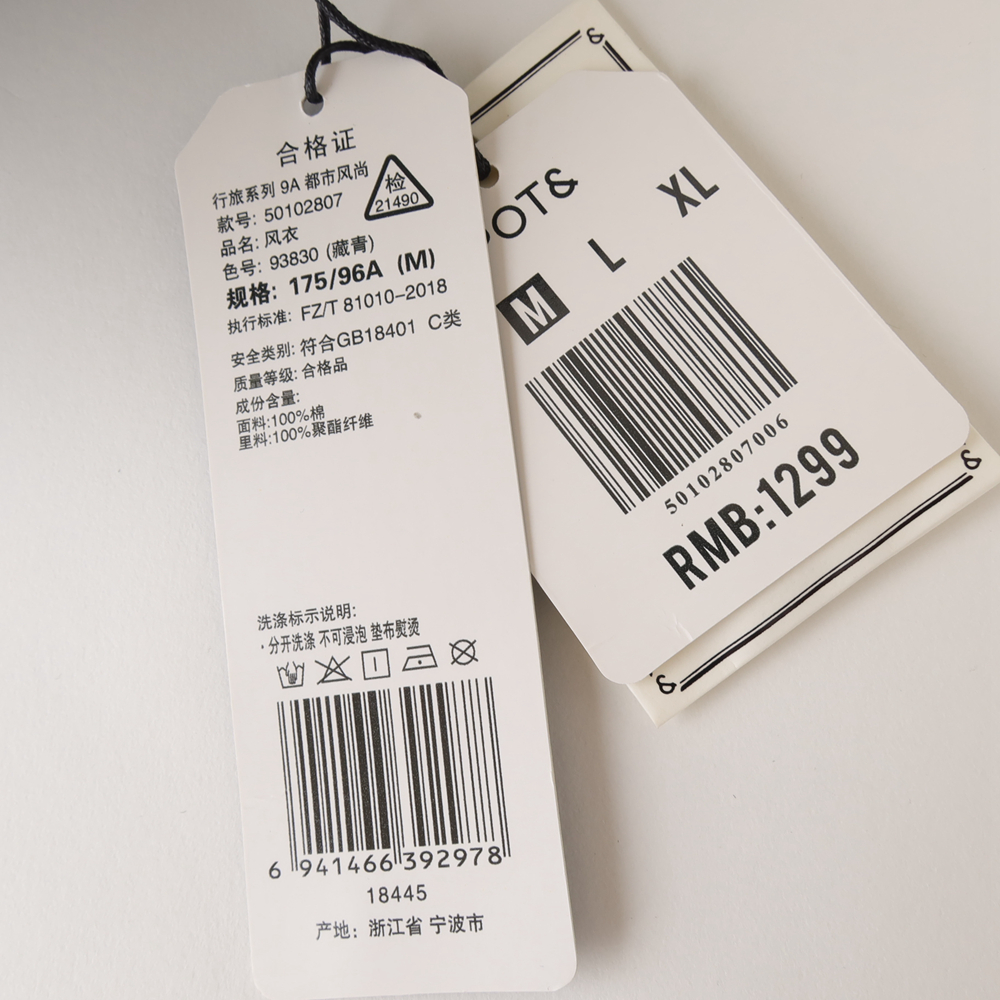 合格证
行旅系列 9A 都市风尚
检
21490
款号: 50102807
品名: 风衣
色号: 93830 (藏青)
规格: 175/96A (M)
执行标准: FZ/T 81010-2018
安全类别: 符合GB18401 C类
质量等级: 合格品
成份含量:
面料:100%棉
里料:100%聚酯纤维
洗涤标示说明:
·分开洗涤 不可浸泡 垫布熨烫
6 941466 392978
18445
产地: 浙江省 宁波市
OT&
M L XL
50102807006
RMB:1299
&
&
&